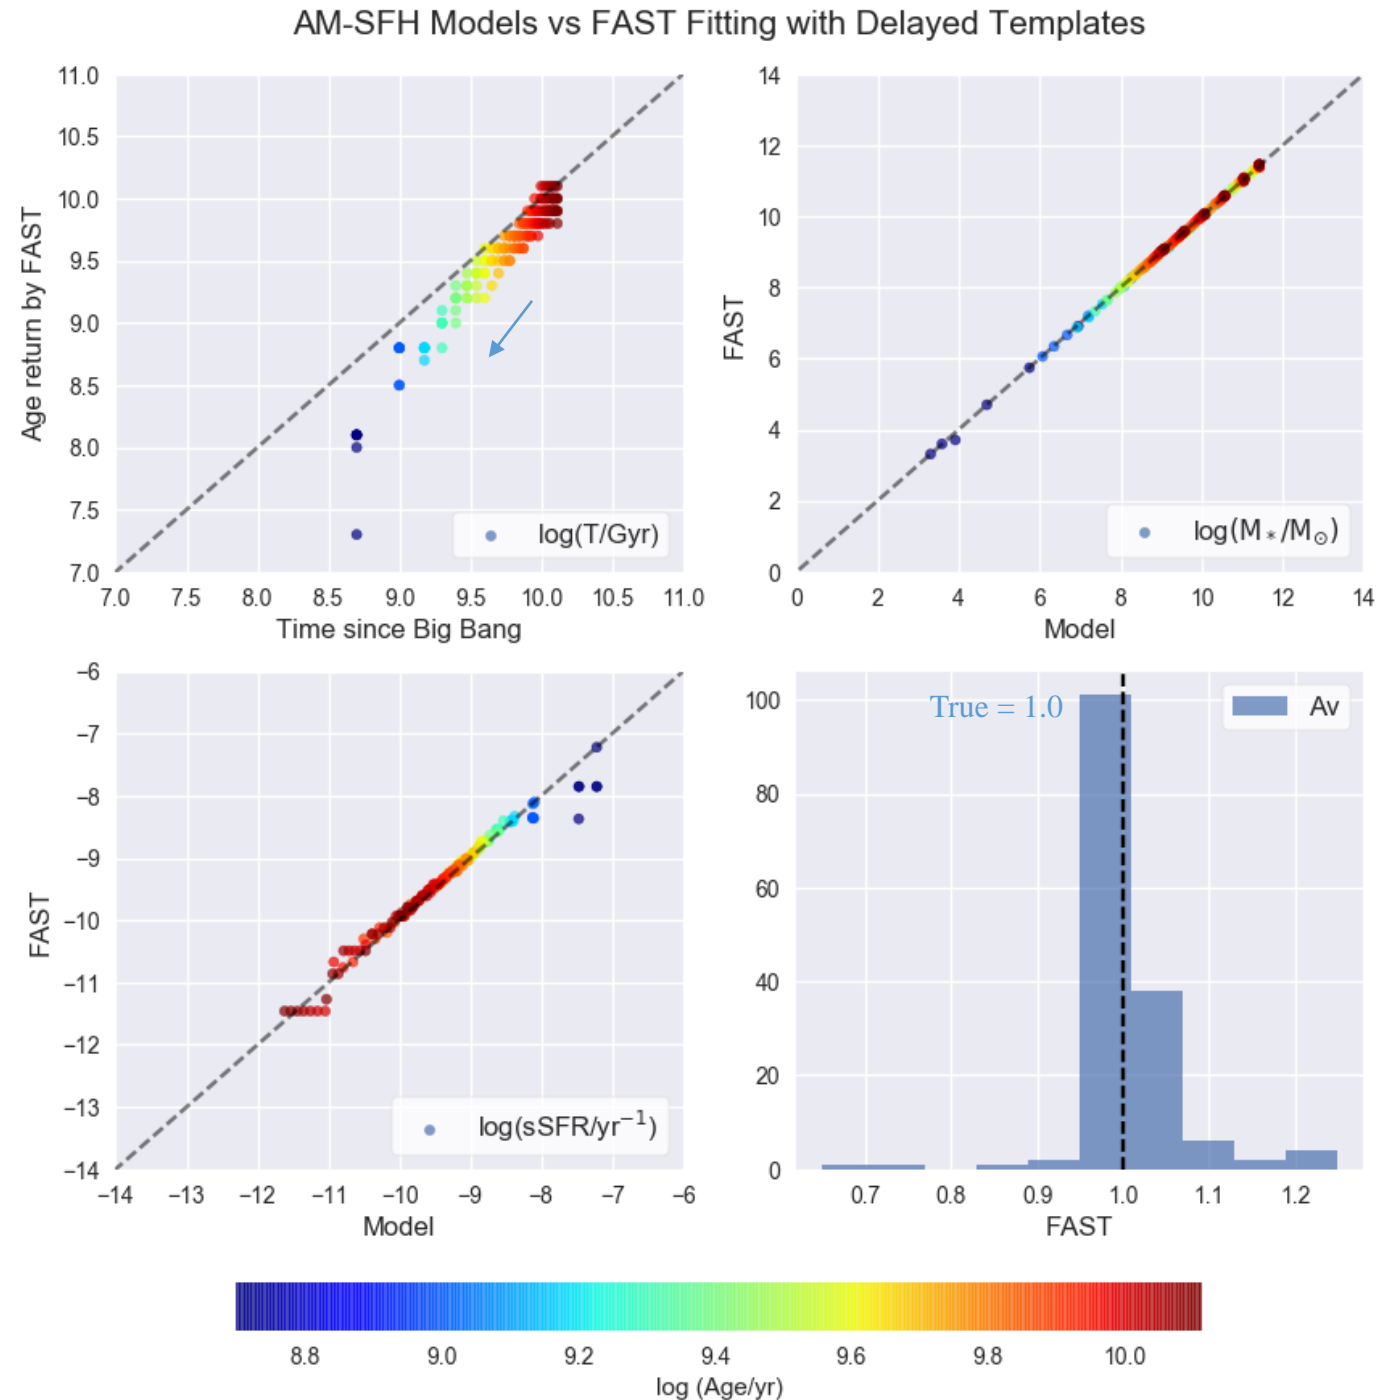 AM-SFH Models vs FAST Fitting with Delayed Templates
11.0
10.5
10.0
9.5
9.0
8.5
8.0
7.5
7.0
Age return by FAST
log(T/Gyr)
7.0 7.5 8.0 8.5 9.0 9.5 10.0 10.5 11.0
Time since Big Bang
14
12
10
8
6
4
2
0
FAST
log(M∗/M⊙)
0 2 4 6 8 10 12 14
Model
−6
−7
−8
−9
−10
−11
−12
−13
−14
FAST
log(sSFR/yr⁻¹)
−14 −13 −12 −11 −10 −9 −8 −7 −6
Model
100
80
60
40
20
0
True = 1.0
Av
0.7 0.8 0.9 1.0 1.1 1.2
FAST
8.8 9.0 9.2 9.4 9.6 9.8 10.0
log (Age/yr)